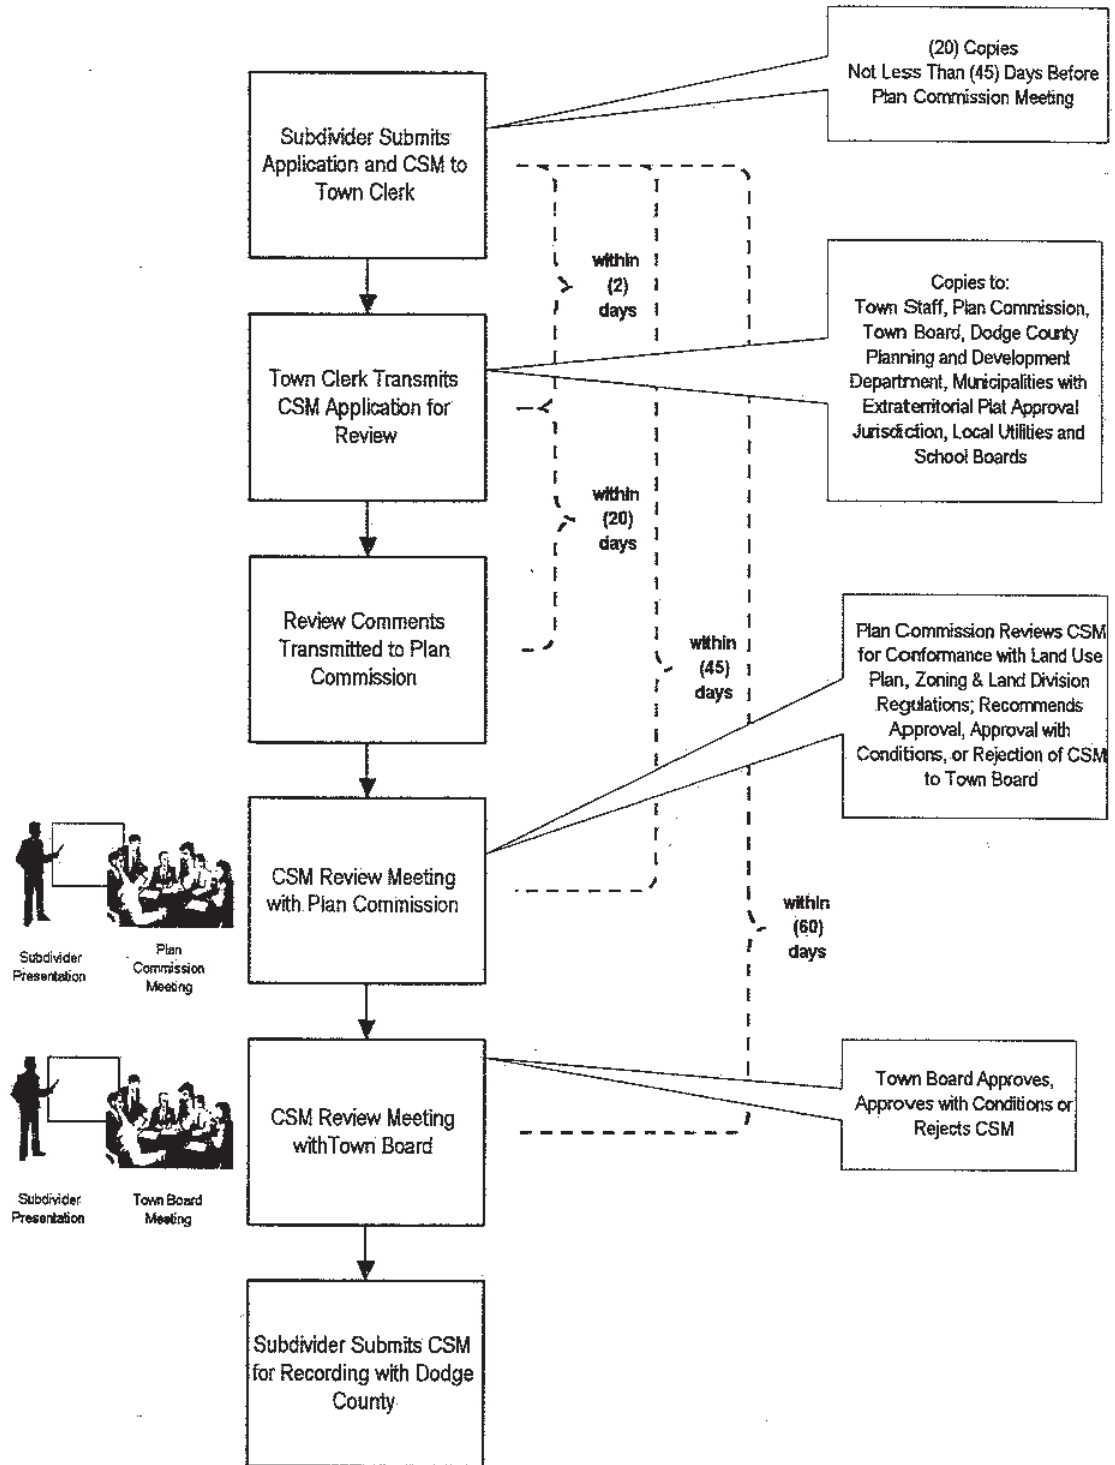 (20) Copies
Not Less Than (45) Days Before
Plan Commission Meeting
Subdivider Submits
Application and CSM to
Town Clerk
within
(2)
days
Copies to:
Town Staff, Plan Commission,
Town Board, Dodge County
Planning and Development
Department, Municipalities with
Extraterritorial Plat Approval
Jurisdiction, Local Utilities and
School Boards
Town Clerk Transmits
CSM Application for
Review
within
(20)
days
Review Comments
Transmitted to Plan
Commission
within
(45)
days
Plan Commission Reviews CSM
for Conformance with Land Use
Plan, Zoning & Land Division
Regulations; Recommends
Approval, Approval with
Conditions, or Rejection of CSM
to Town Board
CSM Review Meeting
with Plan Commission
Subdivider
Presentation
Plan
Commission
Meeting
within
(60)
days
CSM Review Meeting
withTown Board
Town Board Approves,
Approves with Conditions or
Rejects CSM
Subdivider
Presentation
Town Board
Meeting
Subdivider Submits CSM
for Recording with Dodge
County